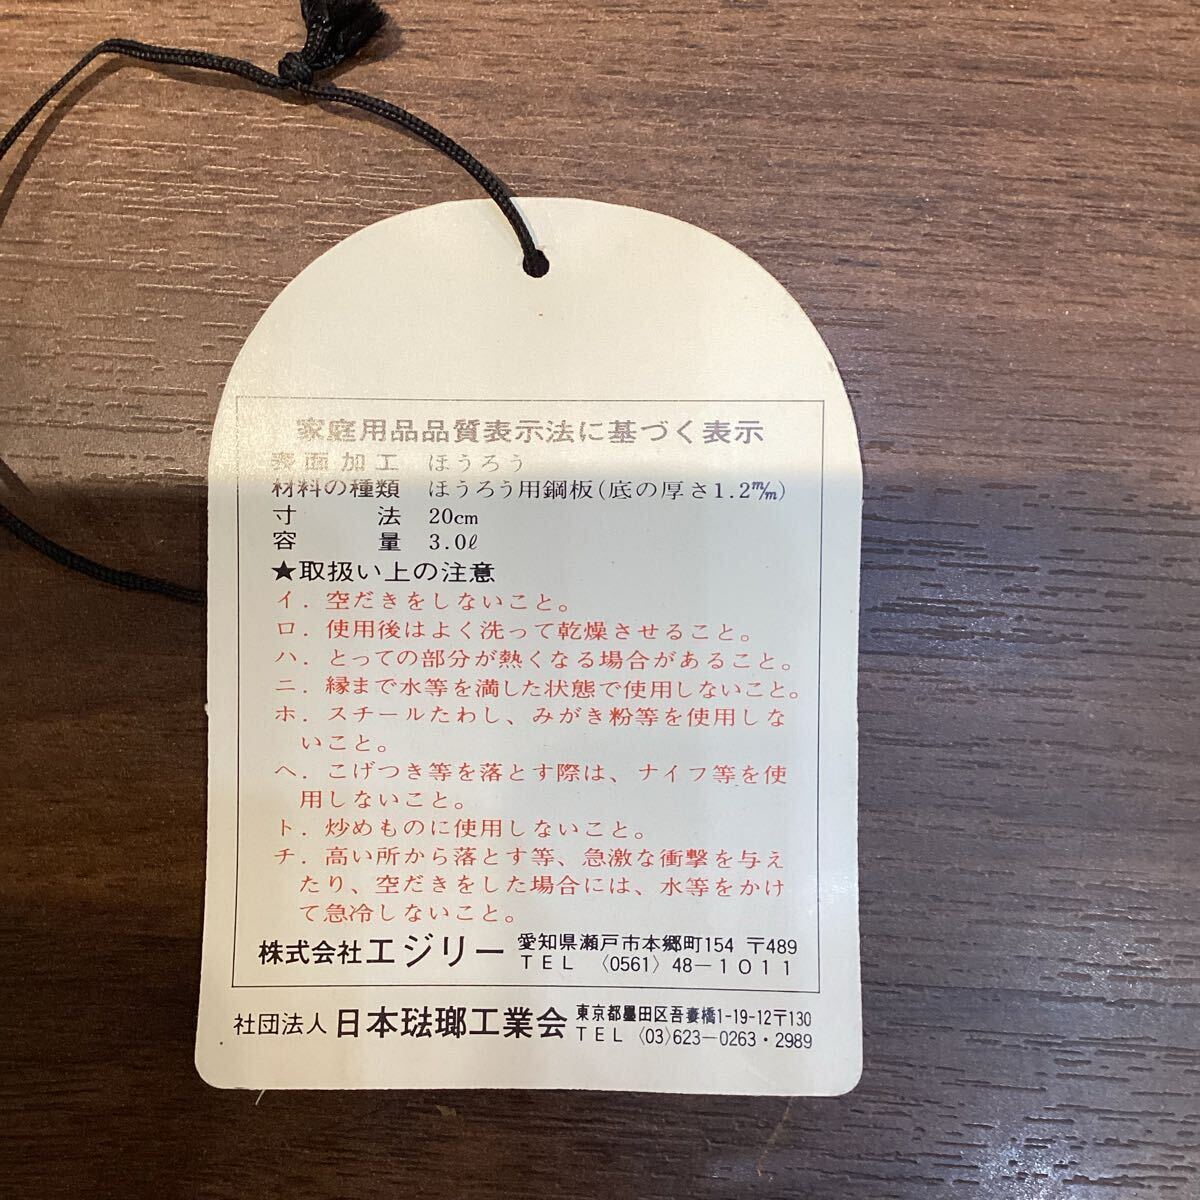 家庭用品品質表示法に基づく表示
表面加工 ほうろう
材料の種類 ほうろう用鋼板(底の厚さ1.2m/m)
寸法 20cm
容量 3.0ℓ
★取扱い上の注意
イ. 空だきをしないこと。
ロ. 使用後はよく洗って乾燥させること。
ハ. とっての部分が熱くなる場合があること。
ニ. 縁まで水等を満した状態で使用しないこと。
ホ. スチールたわし、みがき粉等を使用しな
いこと。
ヘ. こげつき等を落とす際は、ナイフ等を使
用しないこと。
ト. 炒めものに使用しないこと。
チ. 高い所から落とす等、急激な衝撃を与え
たり、空だきをした場合には、水等をかけ
て急冷しないこと。
株式会社エジリー 愛知県瀬戸市本郷町154 〒489
TEL 〈0561〉48-1011
社団法人 日本琺瑯工業会 東京都墨田区吾妻橋1-19-12〒130
TEL 〈03〉623-0263・2989